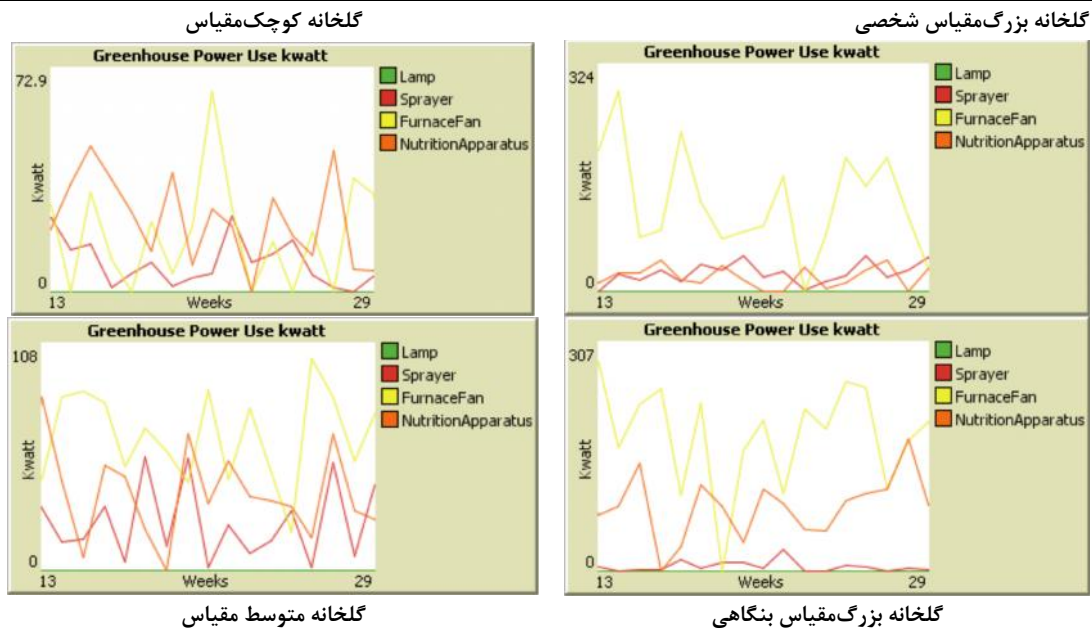 گلخانه بزرگ‌مقیاس شخصی
گلخانه کوچک‌مقیاس
Greenhouse Power Use kwatt
72.9
Kwatt
0
13
Weeks
29
Lamp
Sprayer
FurnaceFan
NutritionApparatus
Greenhouse Power Use kwatt
324
Kwatt
0
13
Weeks
29
Lamp
Sprayer
FurnaceFan
NutritionApparatus
Greenhouse Power Use kwatt
108
Kwatt
0
13
Weeks
29
Lamp
Sprayer
FurnaceFan
NutritionApparatus
Greenhouse Power Use kwatt
307
Kwatt
0
13
Weeks
29
Lamp
Sprayer
FurnaceFan
NutritionApparatus
گلخانه بزرگ‌مقیاس بنگاهی
گلخانه متوسط مقیاس